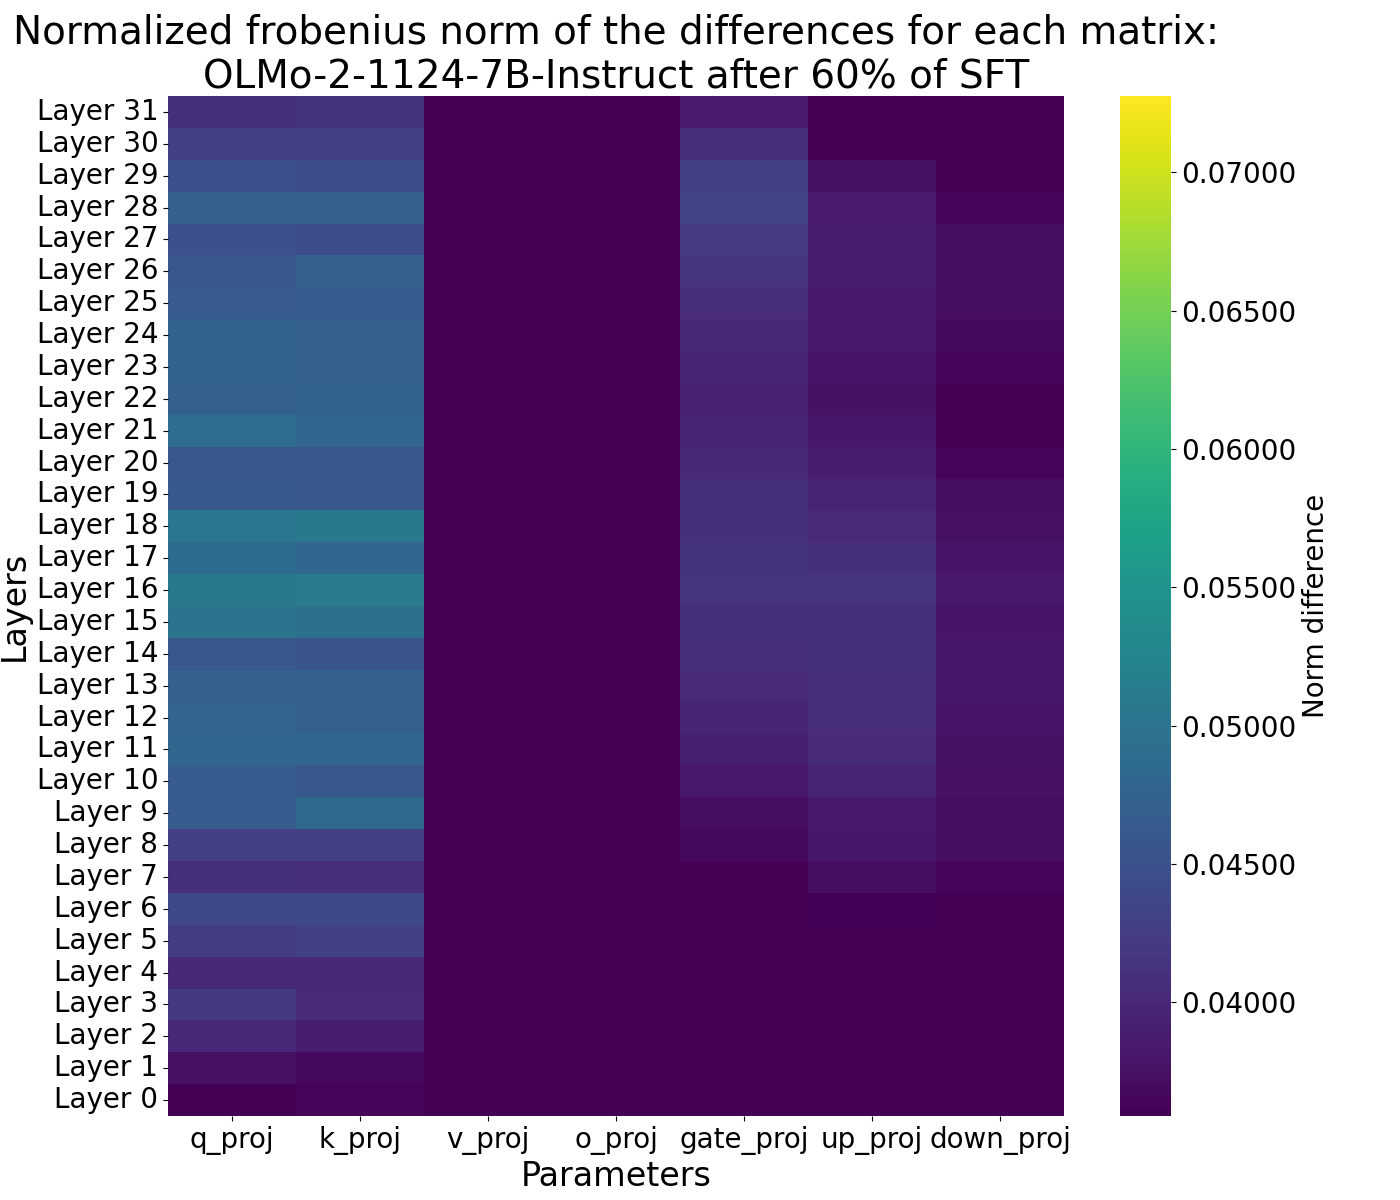 Normalized frobenius norm of the differences for each matrix:
OLMo-2-1124-7B-Instruct after 60% of SFT
Layers
Layer 31
Layer 30
Layer 29
Layer 28
Layer 27
Layer 26
Layer 25
Layer 24
Layer 23
Layer 22
Layer 21
Layer 20
Layer 19
Layer 18
Layer 17
Layer 16
Layer 15
Layer 14
Layer 13
Layer 12
Layer 11
Layer 10
Layer 9
Layer 8
Layer 7
Layer 6
Layer 5
Layer 4
Layer 3
Layer 2
Layer 1
Layer 0
q_proj k_proj v_proj o_proj gate_proj up_proj down_proj
Parameters
0.07000
0.06500
0.06000
0.05500
0.05000
0.04500
0.04000
Norm difference